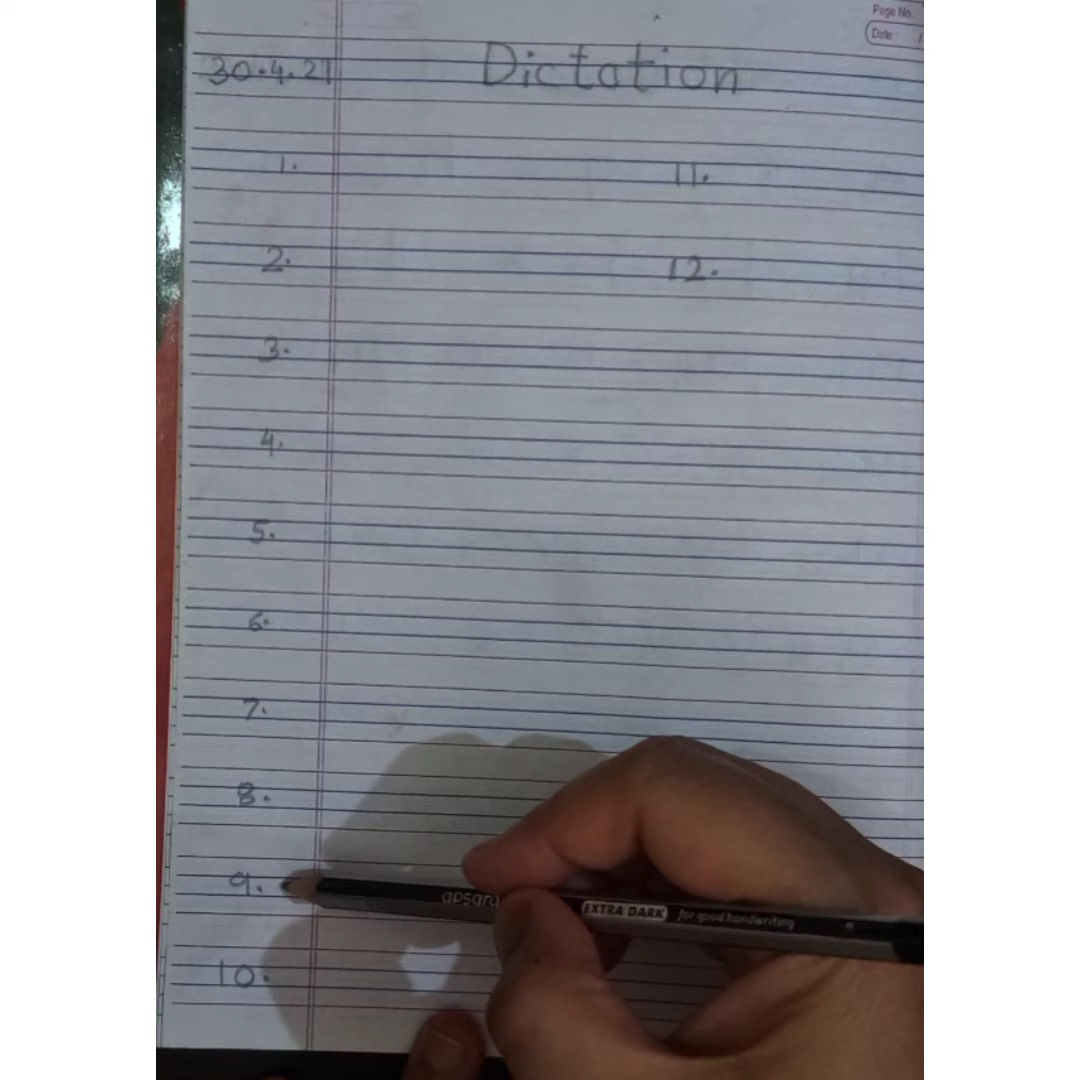 Page No.
Date: /
30.4.21 Dictation
1. 11.
2. 12.
3.
4.
5.
6.
7.
8.
9.
apsara EXTRA DARK for good handwriting
10.